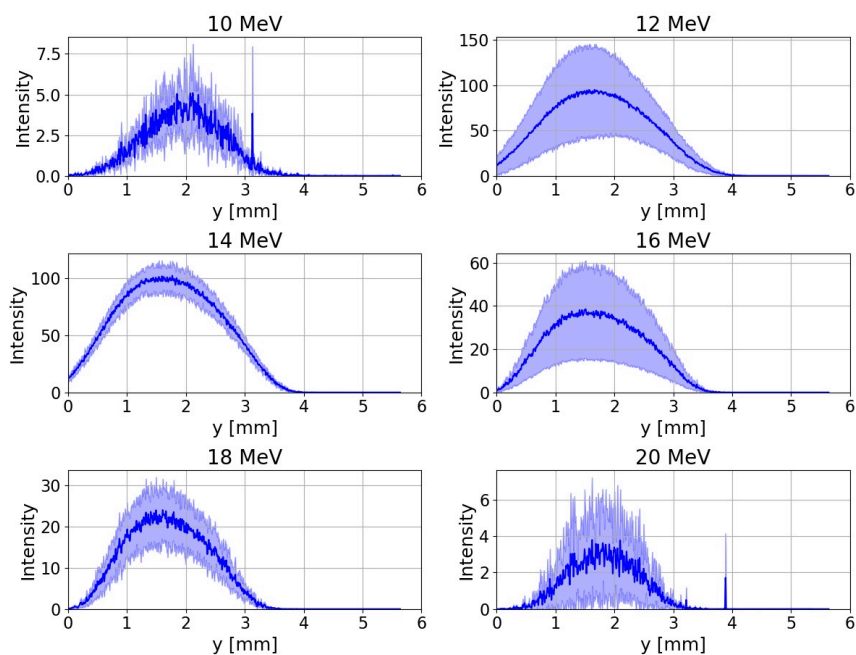 10 MeV
Intensity
7.5
5.0
2.5
0.0
0 1 2 3 4 5 6
y [mm]
12 MeV
Intensity
150
100
50
0
0 1 2 3 4 5 6
y [mm]
14 MeV
Intensity
100
50
0
0 1 2 3 4 5 6
y [mm]
16 MeV
Intensity
60
40
20
0
0 1 2 3 4 5 6
y [mm]
18 MeV
Intensity
30
20
10
0
0 1 2 3 4 5 6
y [mm]
20 MeV
Intensity
6
4
2
0
0 1 2 3 4 5 6
y [mm]